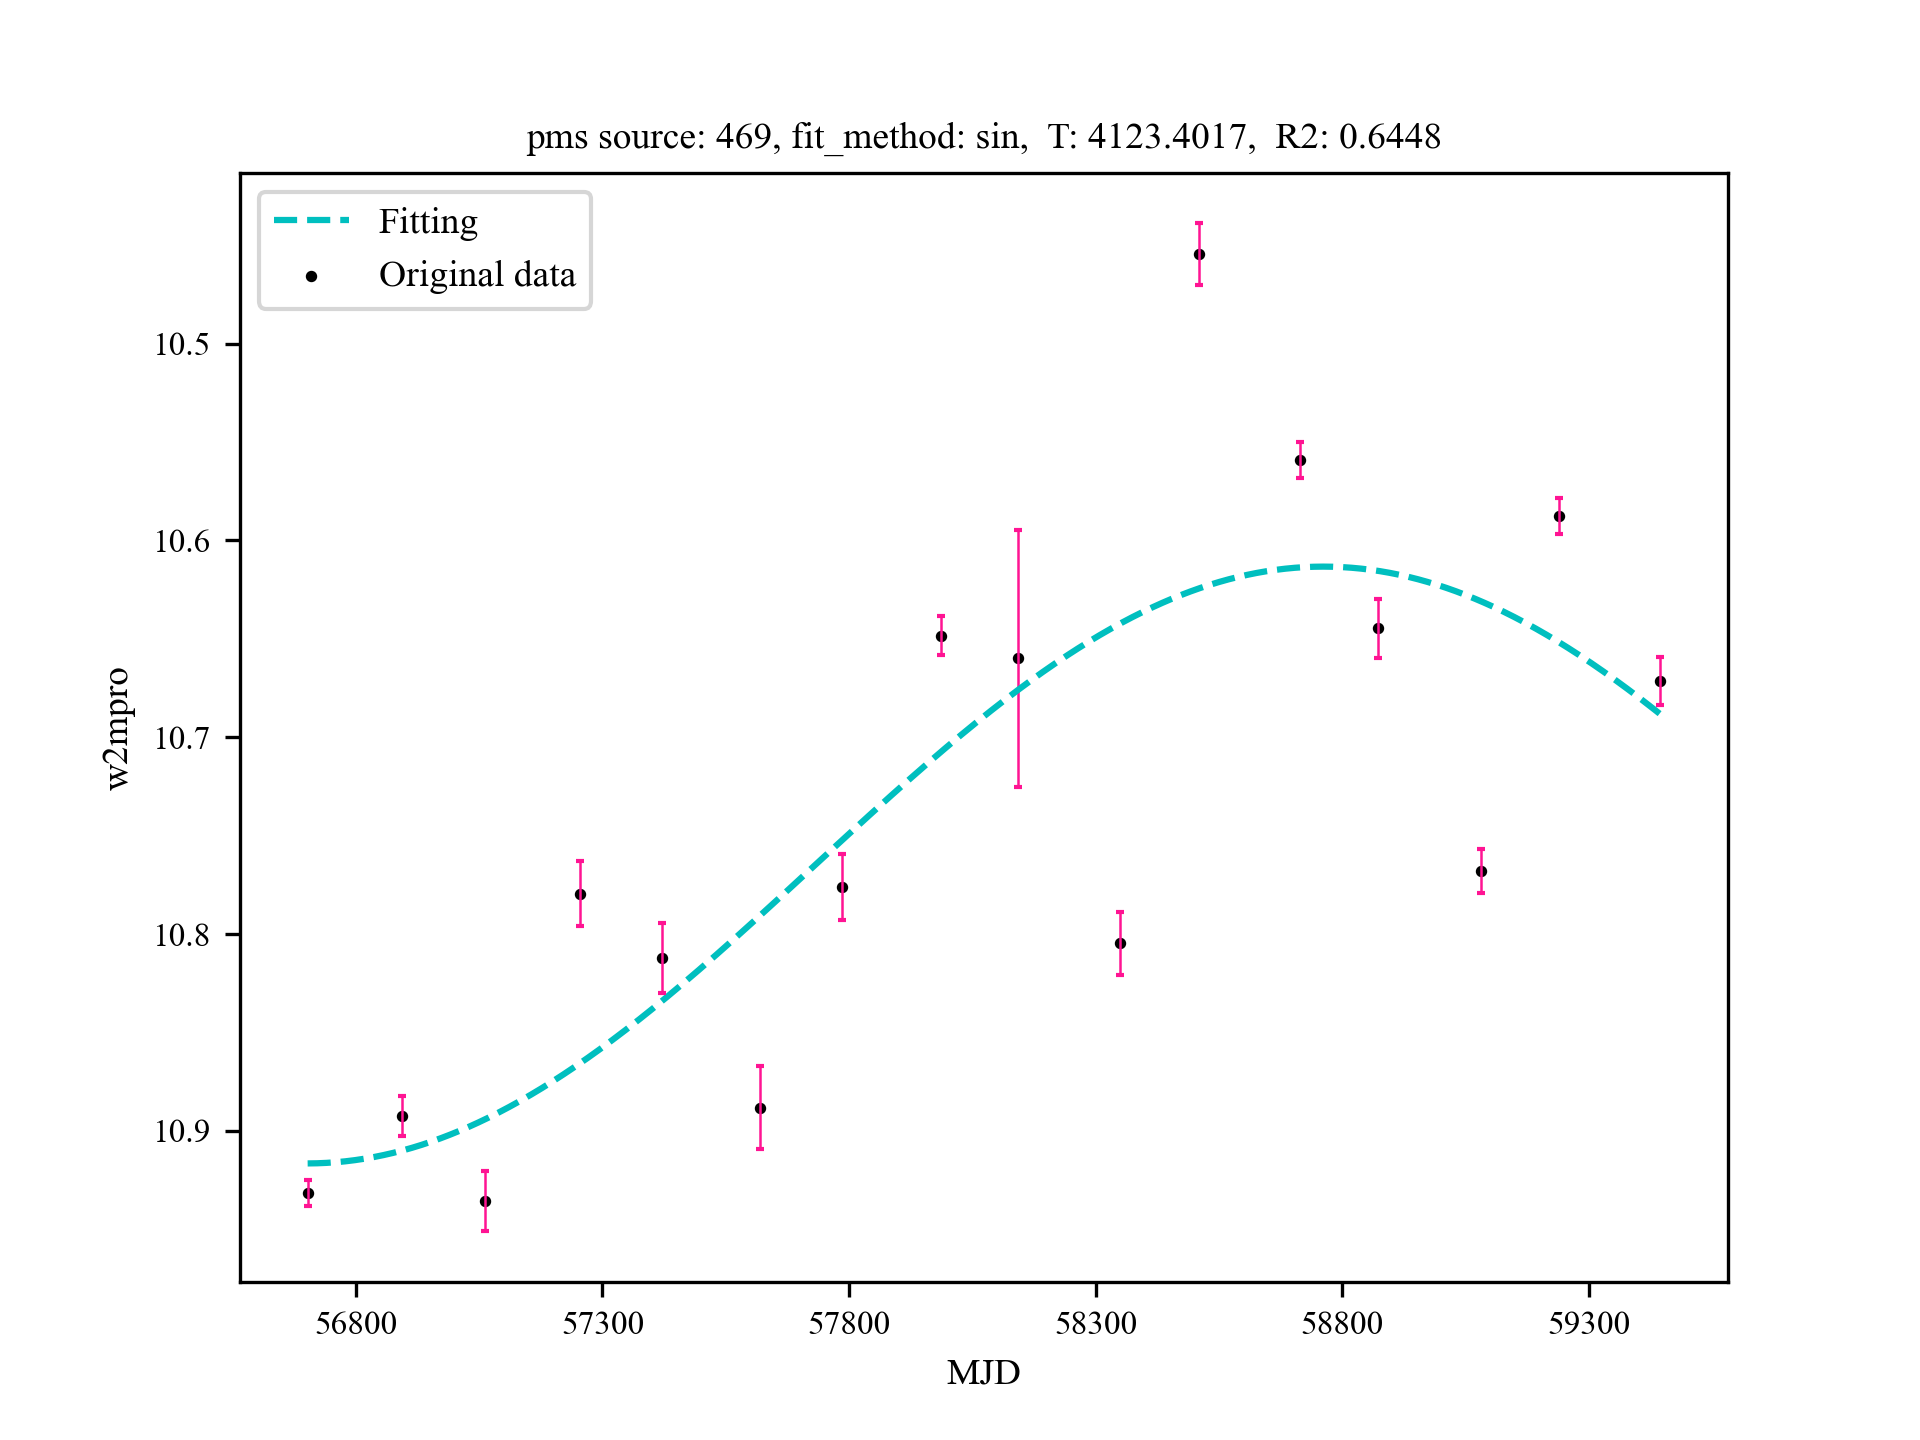 pms source: 469, fit_method: sin,  T: 4123.4017,  R2: 0.6448
Fitting
Original data
10.5
10.6
10.7
10.8
10.9
w2mpro
56800 57300 57800 58300 58800 59300
MJD